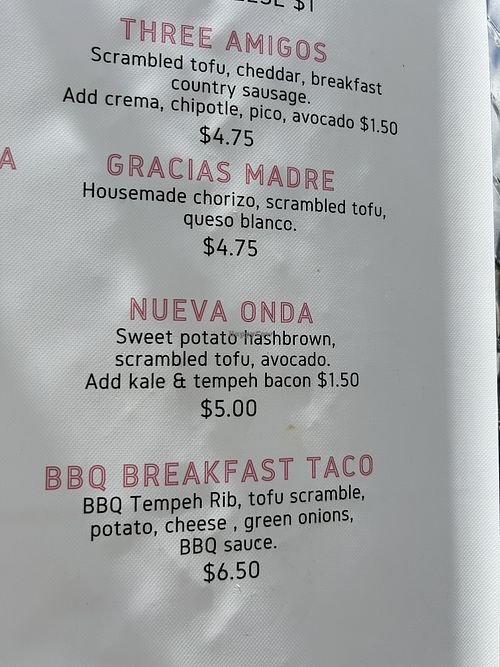 $1
THREE AMIGOS
Scrambled tofu, cheddar, breakfast
country sausage.
Add crema, chipotle, pico, avocado $1.50
$4.75
A
GRACIAS MADRE
Housemade chorizo, scrambled tofu,
queso blanco.
$4.75
NUEVA ONDA
Sweet potato hashbrown,
scrambled tofu, avocado.
Add kale & tempeh bacon $1.50
$5.00
BBQ BREAKFAST TACO
BBQ Tempeh Rib, tofu scramble,
potato, cheese , green onions,
BBQ sauce.
$6.50